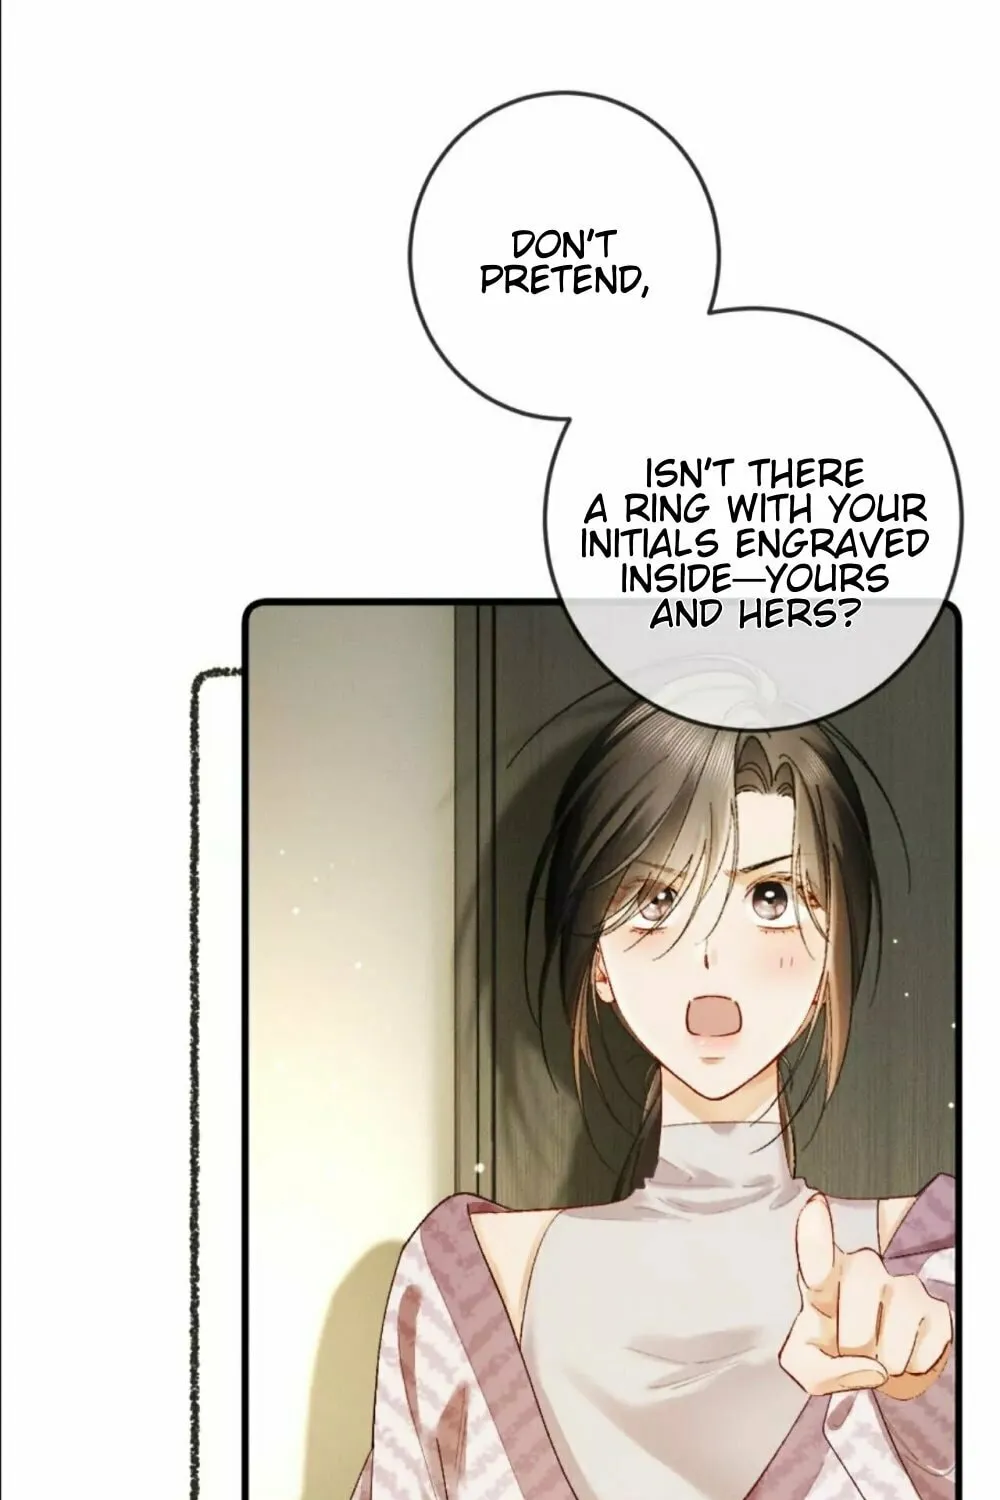 DON'T
PRETEND,
ISN'T THERE
A RING WITH YOUR
INITIALS ENGRAVED
INSIDE—YOURS
AND HERS?